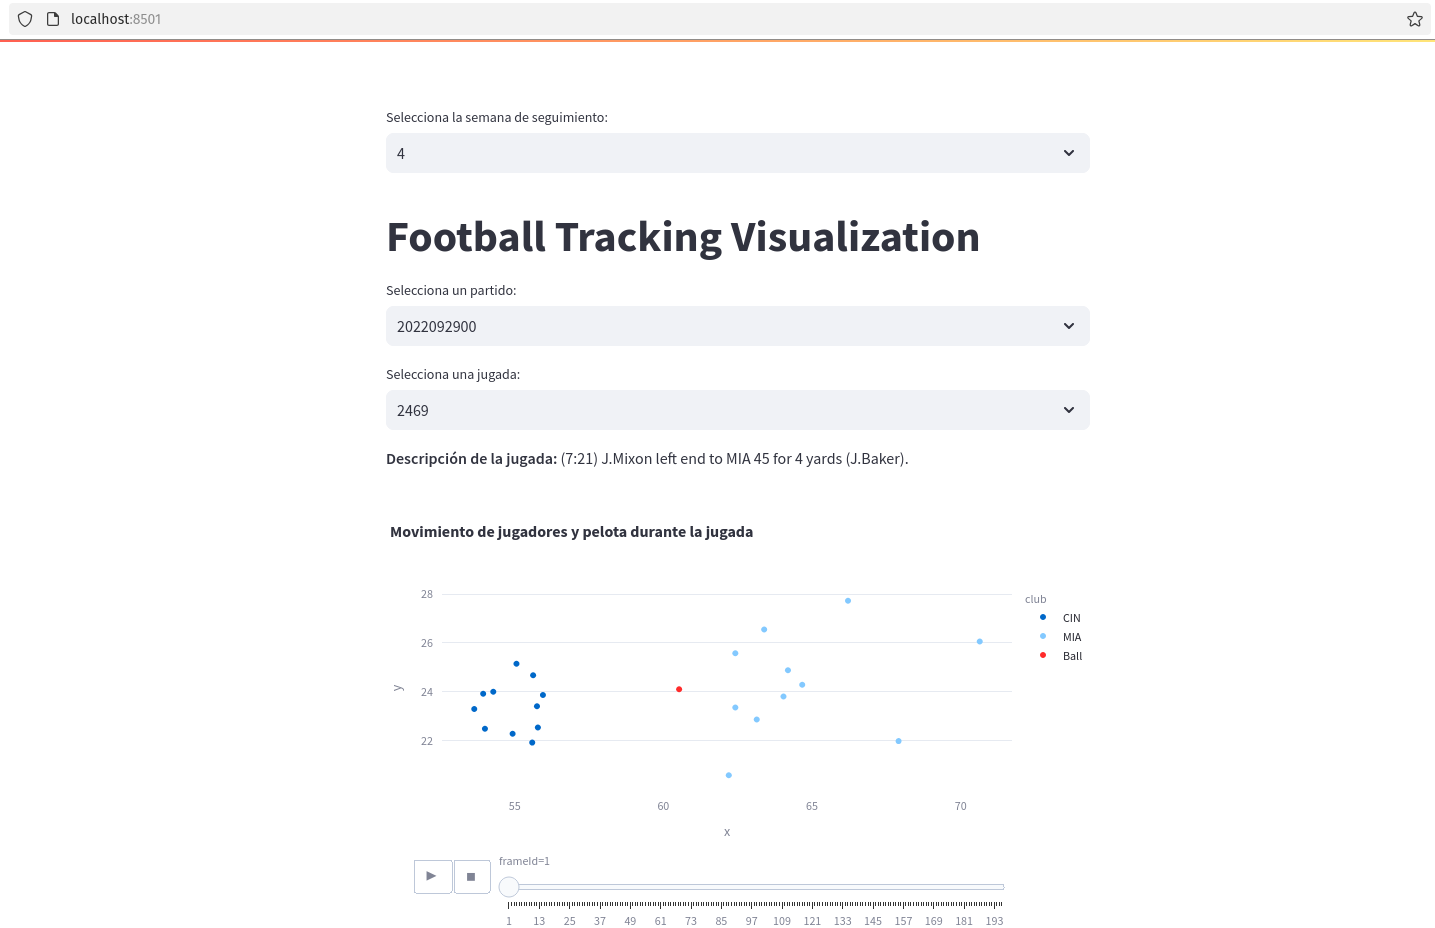 localhost:8501
Selecciona la semana de seguimiento:
4
Football Tracking Visualization
Selecciona un partido:
2022092900
Selecciona una jugada:
2469
Descripción de la jugada: (7:21) J.Mixon left end to MIA 45 for 4 yards (J.Baker).
Movimiento de jugadores y pelota durante la jugada
28
26
24
22
y
55 60 65 70
x
club
CIN
MIA
Ball
frameId=1
1 13 25 37 49 61 73 85 97 109 121 133 145 157 169 181 193